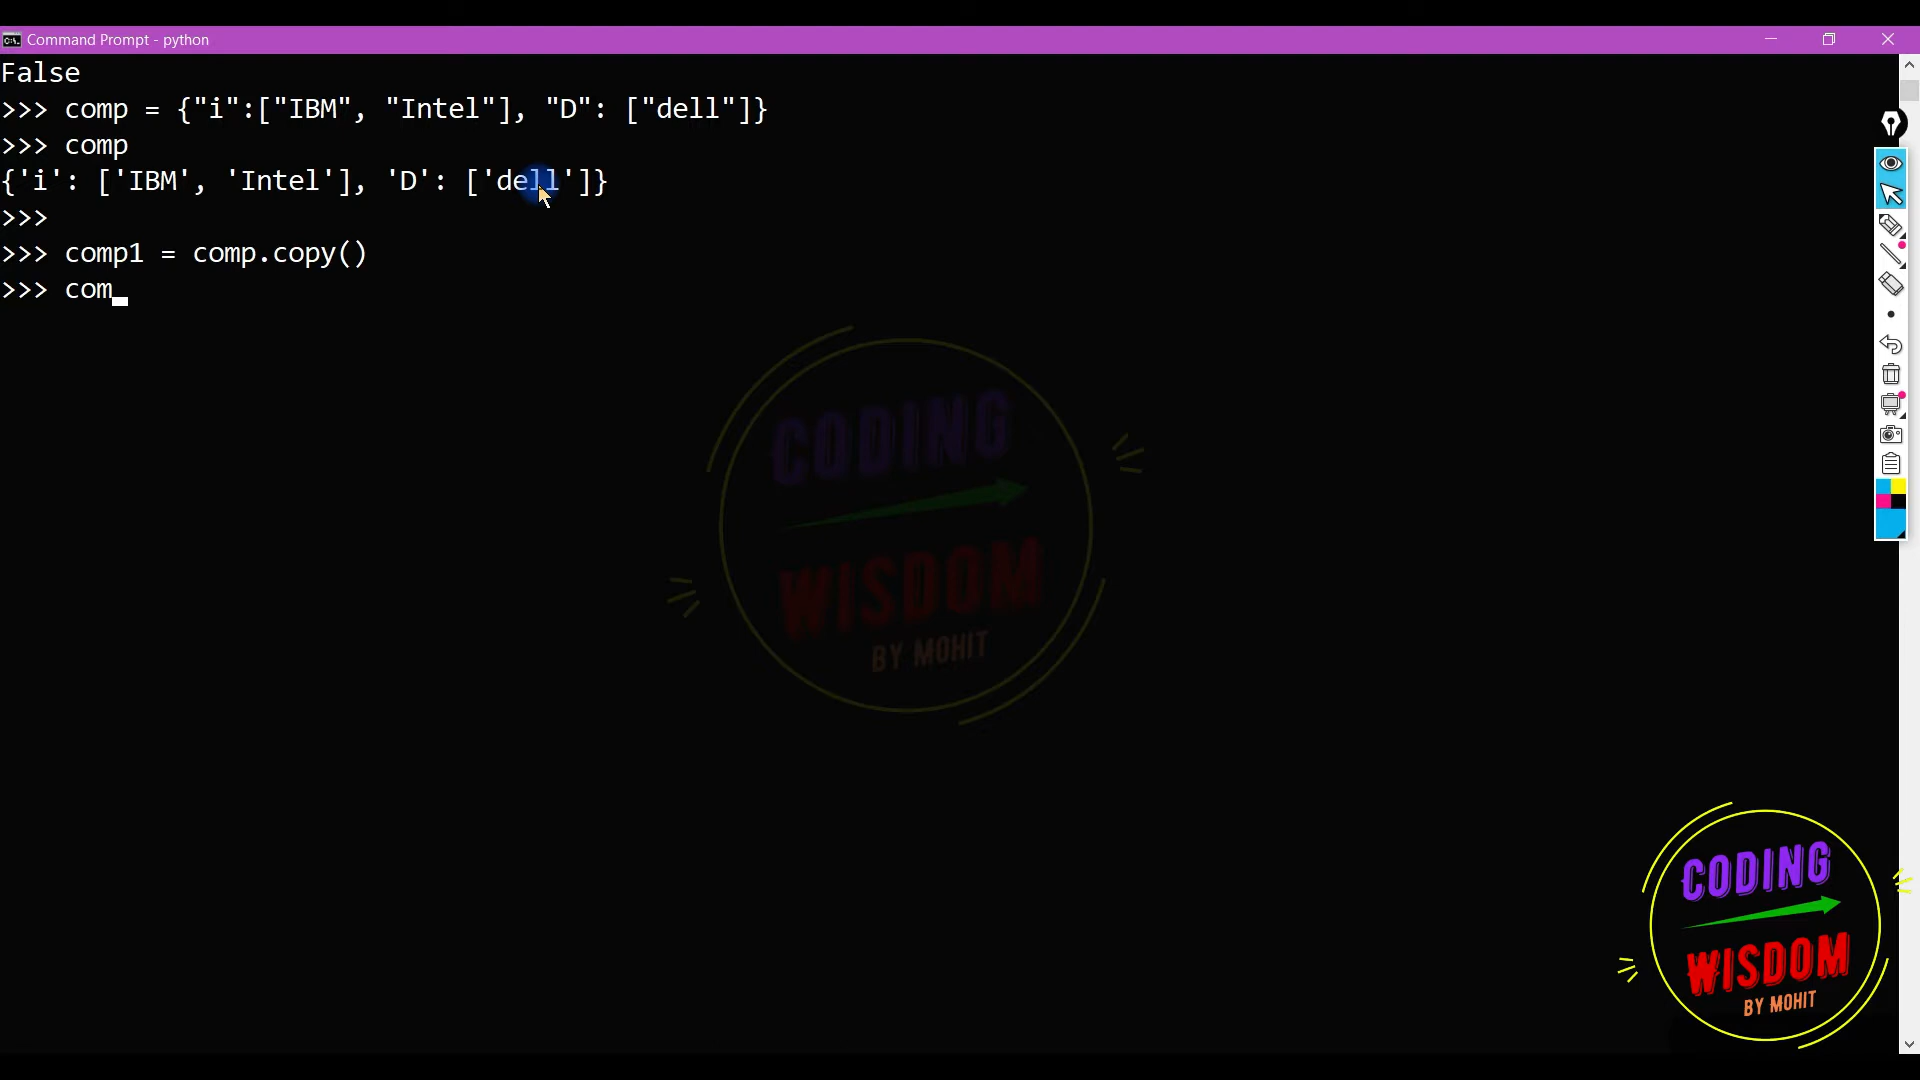 Command Prompt - python
False
>>> comp = {"i":["IBM", "Intel"], "D": ["dell"]}
>>> comp
{'i': ['IBM', 'Intel'], 'D': ['dell']}
>>>
>>> comp1 = comp.copy()
>>> com_
CODING
WISDOM
BY MOHIT
CODING
WISDOM
BY MOHIT